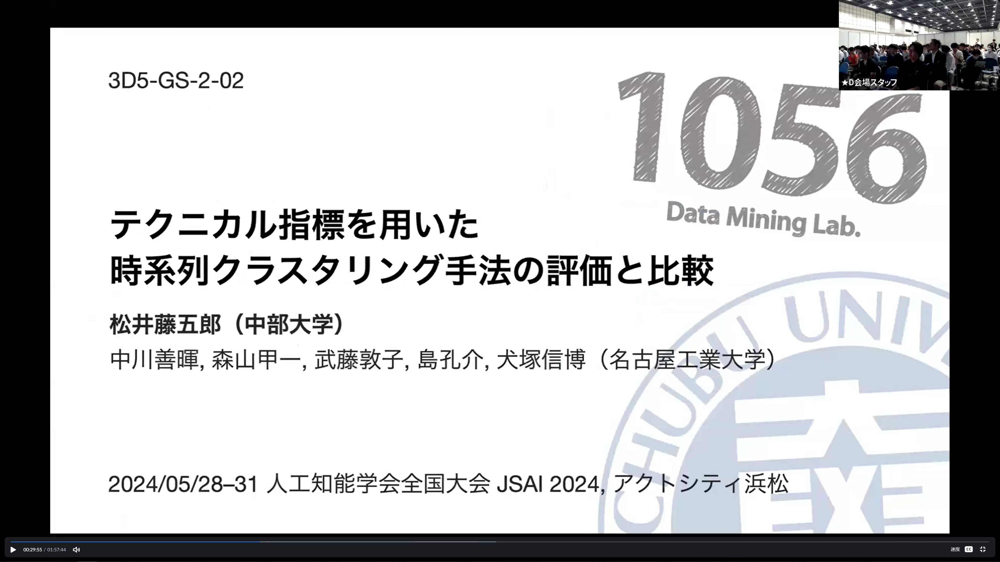 ★D会場スタッフ
3D5-GS-2-02
1056
Data Mining Lab.
テクニカル指標を用いた
時系列クラスタリング手法の評価と比較
松井藤五郎（中部大学）
中川善暉, 森山甲一, 武藤敦子, 島孔介, 犬塚信博（名古屋工業大学）
2024/05/28–31 人工知能学会全国大会 JSAI 2024, アクトシティ浜松
CHUBU UNIV
00:29:55 / 01:57:44
速度
CC